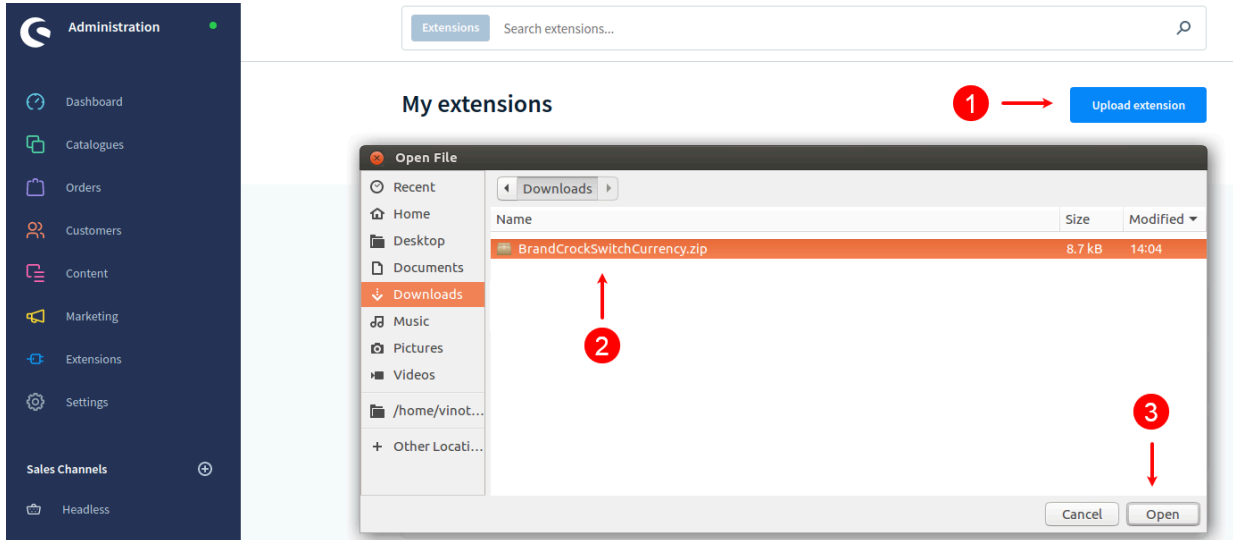 Administration
Dashboard
Catalogues
Orders
Customers
Content
Marketing
Extensions
Settings
Sales Channels
Headless
Extensions Search extensions...
My extensions
1
Upload extension
Open File
Recent
Home
Desktop
Documents
Downloads
Music
Pictures
Videos
/home/vinot...
Other Locati...
Downloads
Name Size Modified
BrandCrockSwitchCurrency.zip 8.7 kB 14:04
2
3
Cancel Open